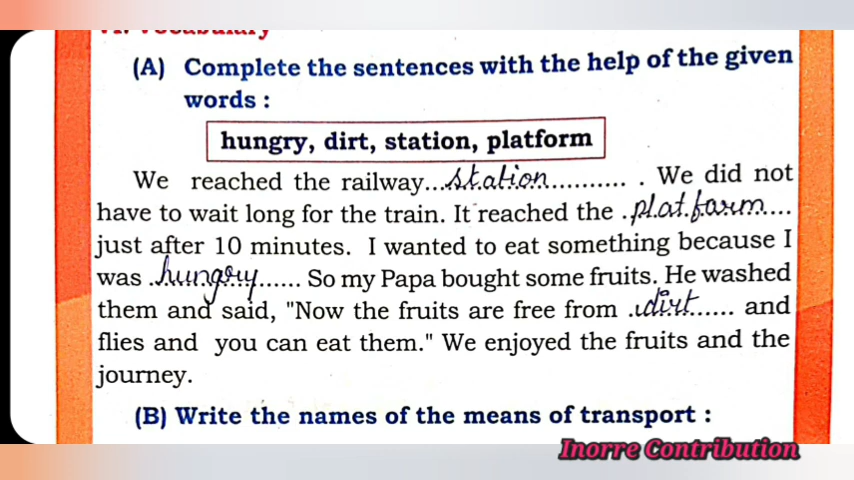 VI. Vocabulary
(A) Complete the sentences with the help of the given
words :
hungry, dirt, station, platform
We reached the railway...station........... . We did not
have to wait long for the train. It reached the .platform....
just after 10 minutes. I wanted to eat something because I
was .hungry...... So my Papa bought some fruits. He washed
them and said, "Now the fruits are free from .dirt...... and
flies and you can eat them." We enjoyed the fruits and the
journey.
(B) Write the names of the means of transport :
Inorre Contribution